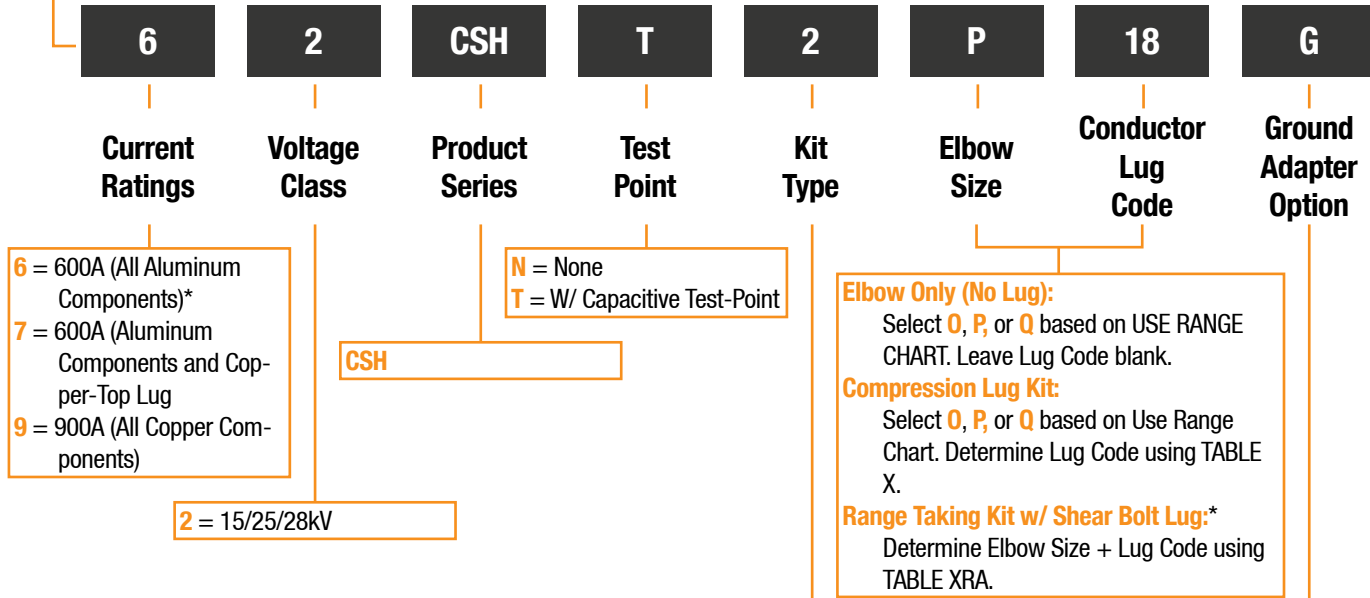 6 2 CSH T 2 P 18 G
Current
Ratings
Voltage
Class
Product
Series
Test
Point
Kit
Type
Elbow
Size
Conductor
Lug
Code
Ground
Adapter
Option
6 = 600A (All Aluminum
Components)*
7 = 600A (Aluminum
Components and Cop-
per-Top Lug
9 = 900A (All Copper Com-
ponents)
2 = 15/25/28kV
CSH
N = None
T = W/ Capacitive Test-Point
Elbow Only (No Lug):
Select O, P, or Q based on USE RANGE
CHART. Leave Lug Code blank.
Compression Lug Kit:
Select O, P, or Q based on Use Range
Chart. Determine Lug Code using TABLE
X.
Range Taking Kit w/ Shear Bolt Lug:*
Determine Elbow Size + Lug Code using
TABLE XRA.